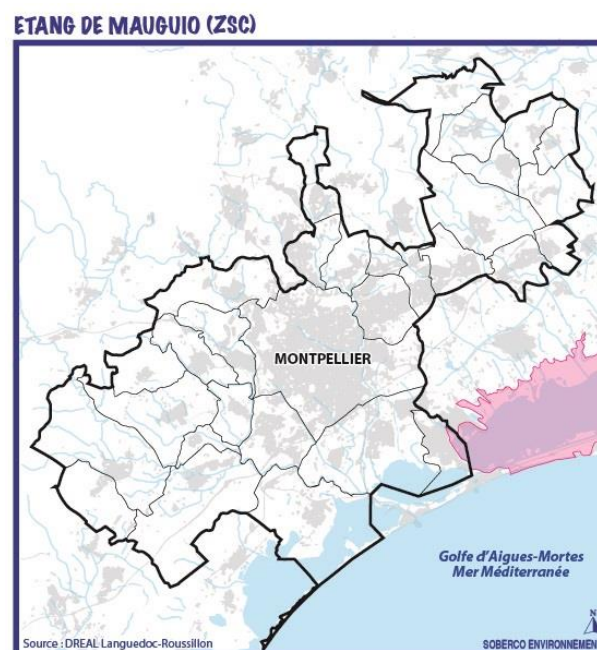 ETANG DE MAUGUIO (ZSC)
MONTPELLIER
Golfe d'Aigues-Mortes
Mer Méditerranée
N
Source : DREAL Languedoc-Roussillon
SOBERCO ENVIRONNEMEN